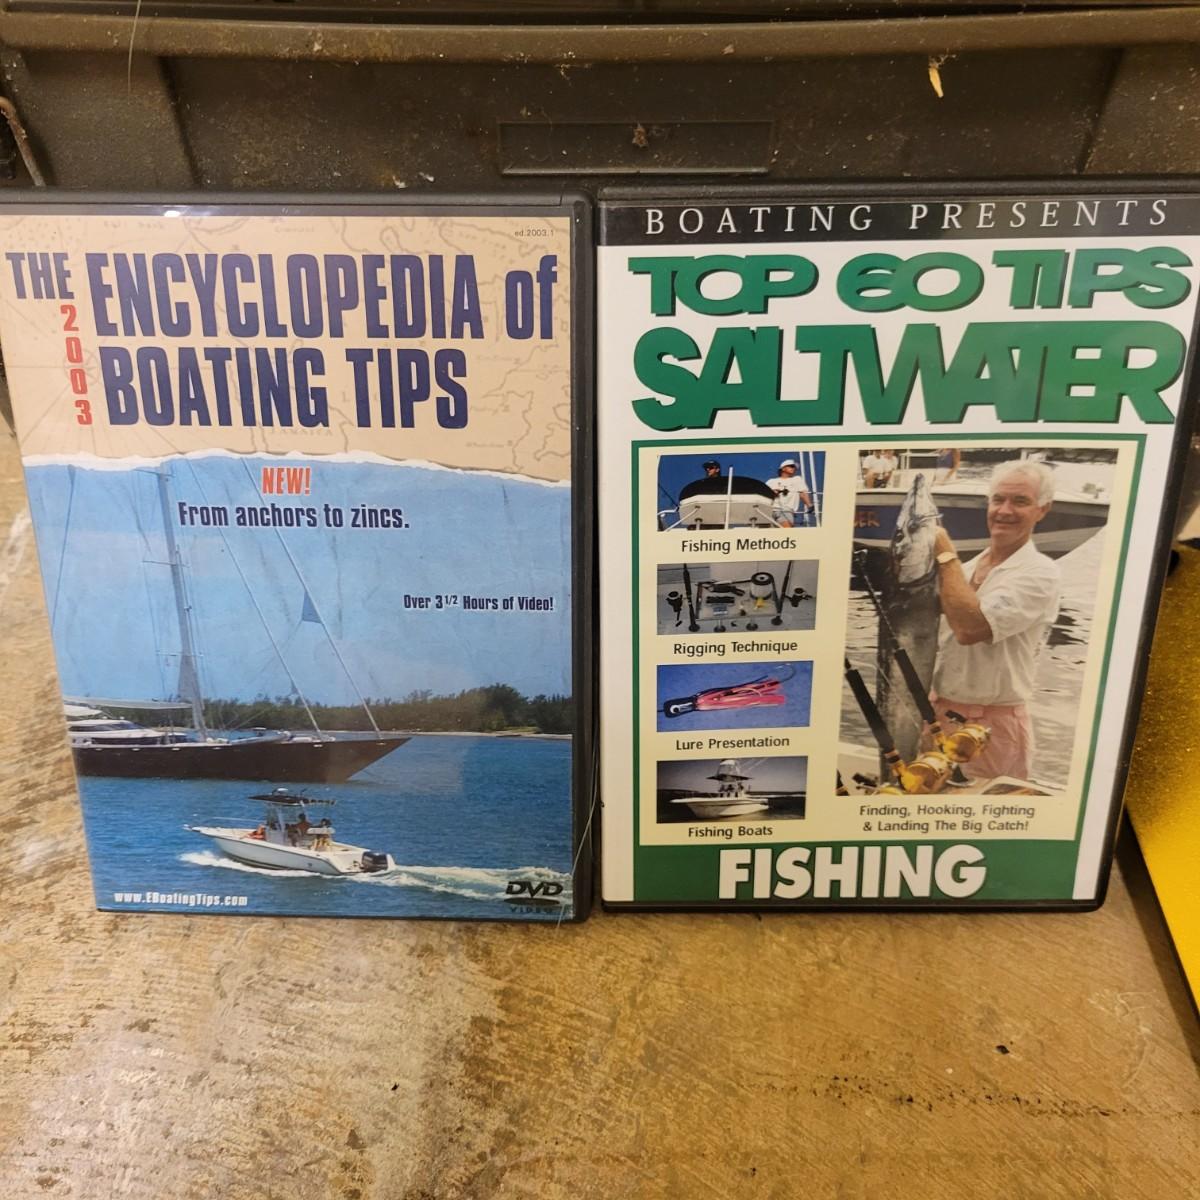 ed.2003.1
THE 2003 ENCYCLOPEDIA of
BOATING TIPS
NEW!
From anchors to zincs.
Over 3 1/2 Hours of Video!
www.EBoatingTips.com
DVD
VIDEO
BOATING PRESENTS
TOP 60 TIPS
SALTWATER
Fishing Methods
Rigging Technique
Lure Presentation
Fishing Boats
Finding, Hooking, Fighting
& Landing The Big Catch!
FISHING